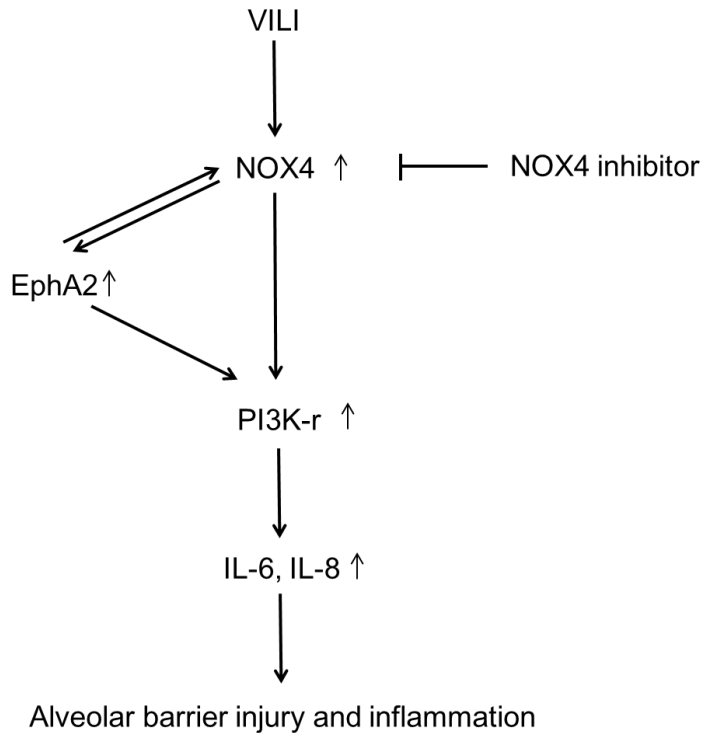 VILI
NOX4 ↑
NOX4 inhibitor
EphA2↑
PI3K-r ↑
IL-6, IL-8 ↑
Alveolar barrier injury and inflammation